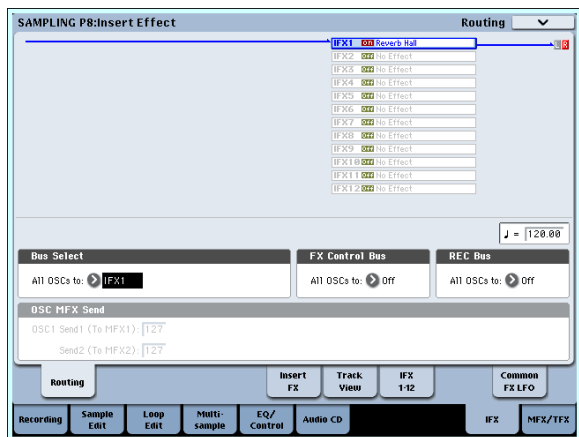 SAMPLING P8:Insert Effect Routing
IFX1 On Reverb Hall L R
IFX2 Off No Effect
IFX3 Off No Effect
IFX4 Off No Effect
IFX5 Off No Effect
IFX6 Off No Effect
IFX7 Off No Effect
IFX8 Off No Effect
IFX9 Off No Effect
IFX10 Off No Effect
IFX11 Off No Effect
IFX12 Off No Effect
♩ = 120.00
Bus Select FX Control Bus REC Bus
All OSCs to: IFX1 All OSCs to: Off All OSCs to: Off
OSC MFX Send
OSC1 Send1 (To MFX1): 127
Send2 (To MFX2): 127
Routing Insert FX Track View IFX 1-12 Common FX LFO
Recording Sample Edit Loop Edit Multi-sample EQ/Control Audio CD IFX MFX/TFX